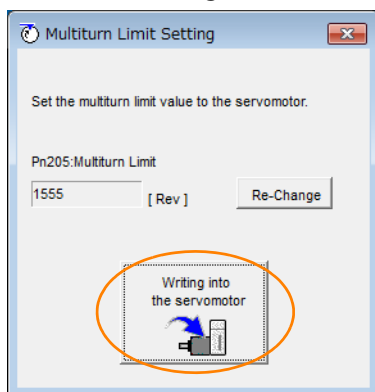 Multiturn Limit Setting
Set the multiturn limit value to the servomotor.
Pn205:Multiturn Limit
1555 [ Rev ] Re-Change
Writing into
the servomotor